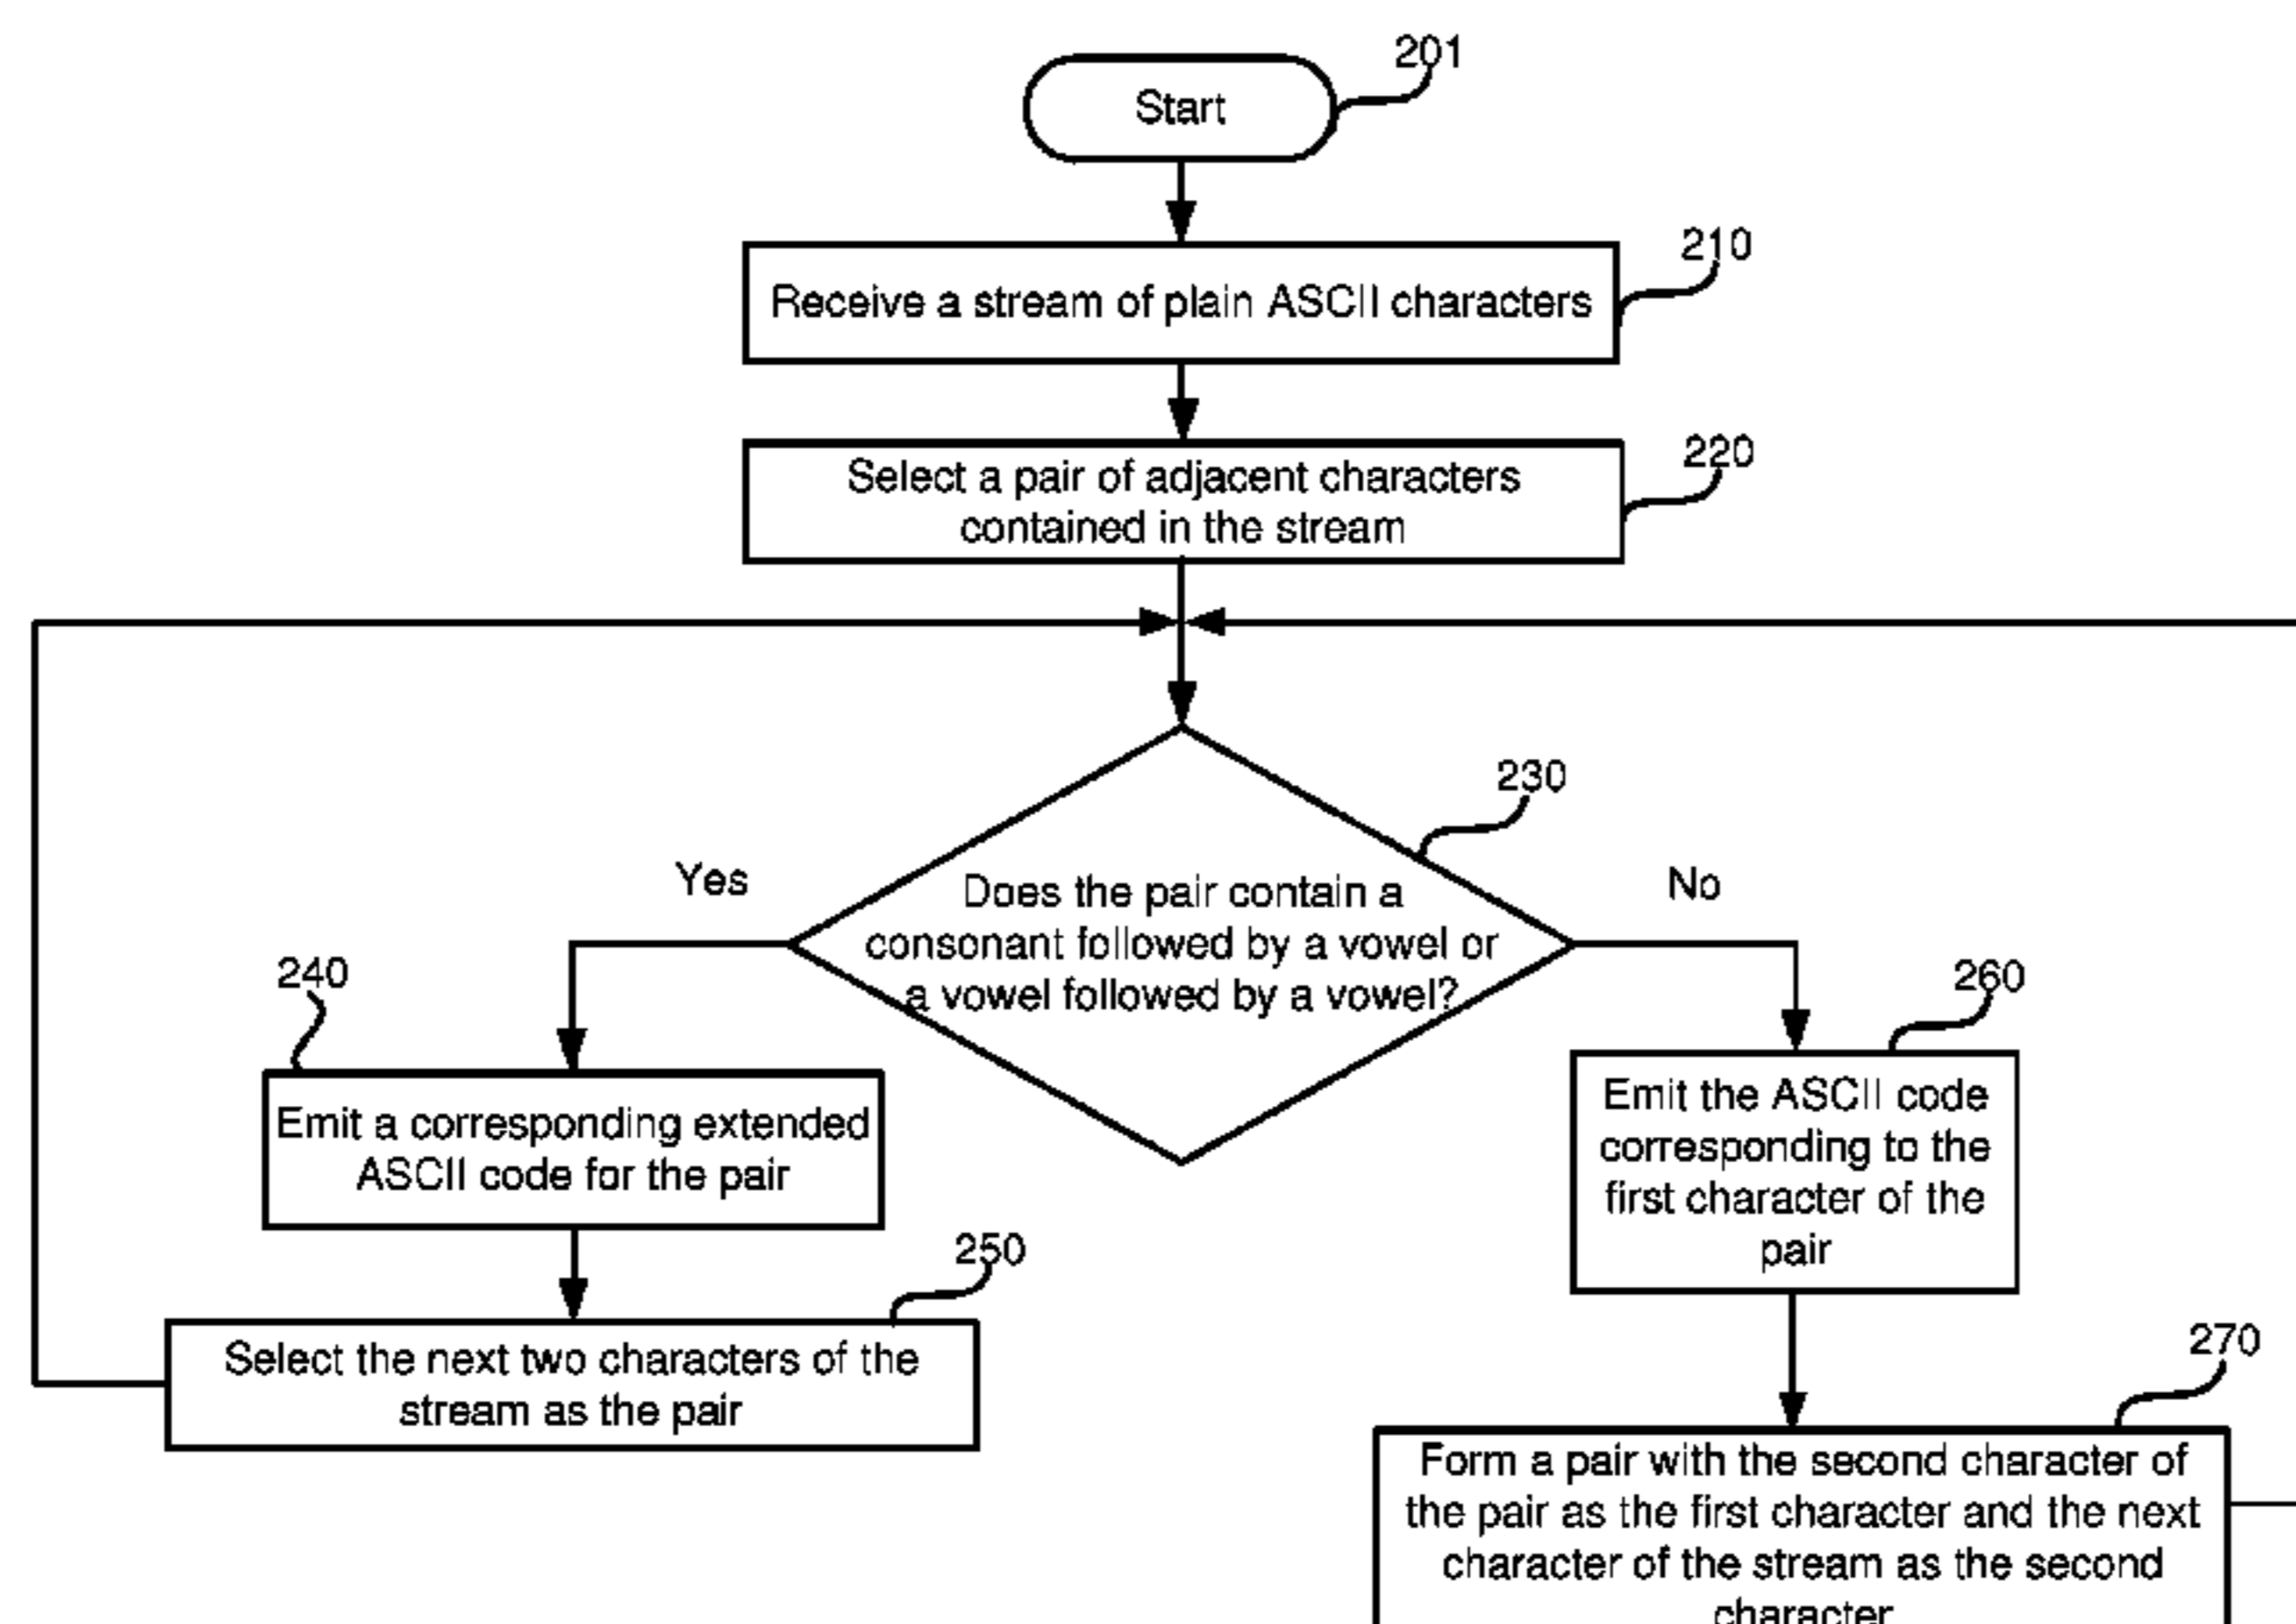 201
Start
210
Receive a stream of plain ASCII characters
220
Select a pair of adjacent characters
contained in the stream
230
Yes
No
Does the pair contain a
consonant followed by a vowel or
a vowel followed by a vowel?
240
260
Emit a corresponding extended
ASCII code for the pair
Emit the ASCII code
corresponding to the
first character of the
pair
250
Select the next two characters of the
stream as the pair
270
Form a pair with the second character of
the pair as the first character and the next
character of the stream as the second
character